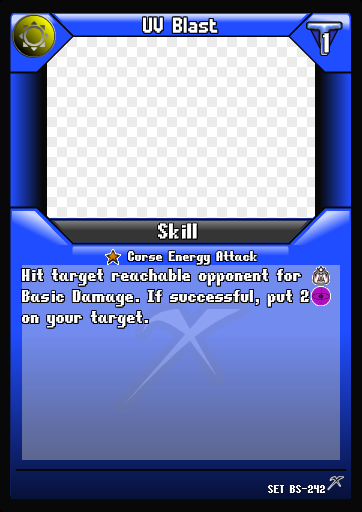 UV Blast
1
Skill
Curse Energy Attack
Hit target reachable opponent for
Basic Damage. If successful, put 2
on your target.
SET BS-242